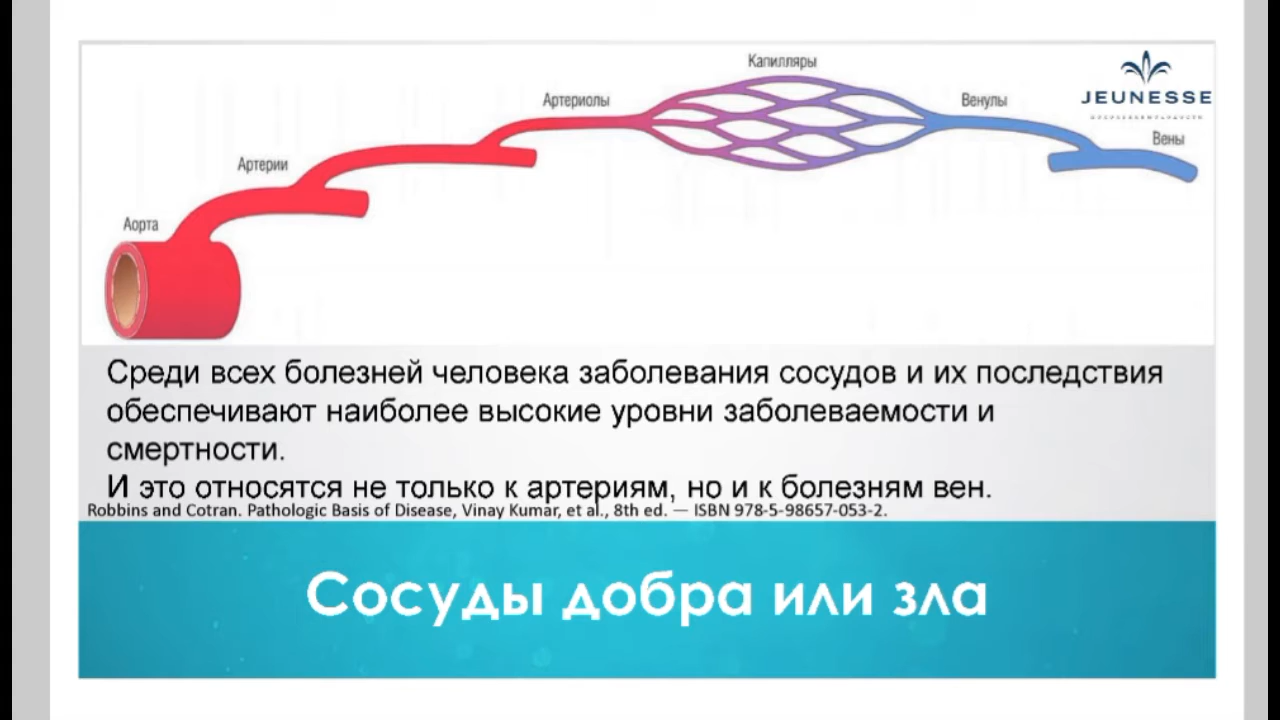 Капилляры
Артериолы
Венулы
JEUNESSE
Вены
Артерии
Аорта
Среди всех болезней человека заболевания сосудов и их последствия
обеспечивают наиболее высокие уровни заболеваемости и
смертности.
И это относятся не только к артериям, но и к болезням вен.
Robbins and Cotran. Pathologic Basis of Disease, Vinay Kumar, et al., 8th ed. — ISBN 978-5-98657-053-2.
Сосуды добра или зла